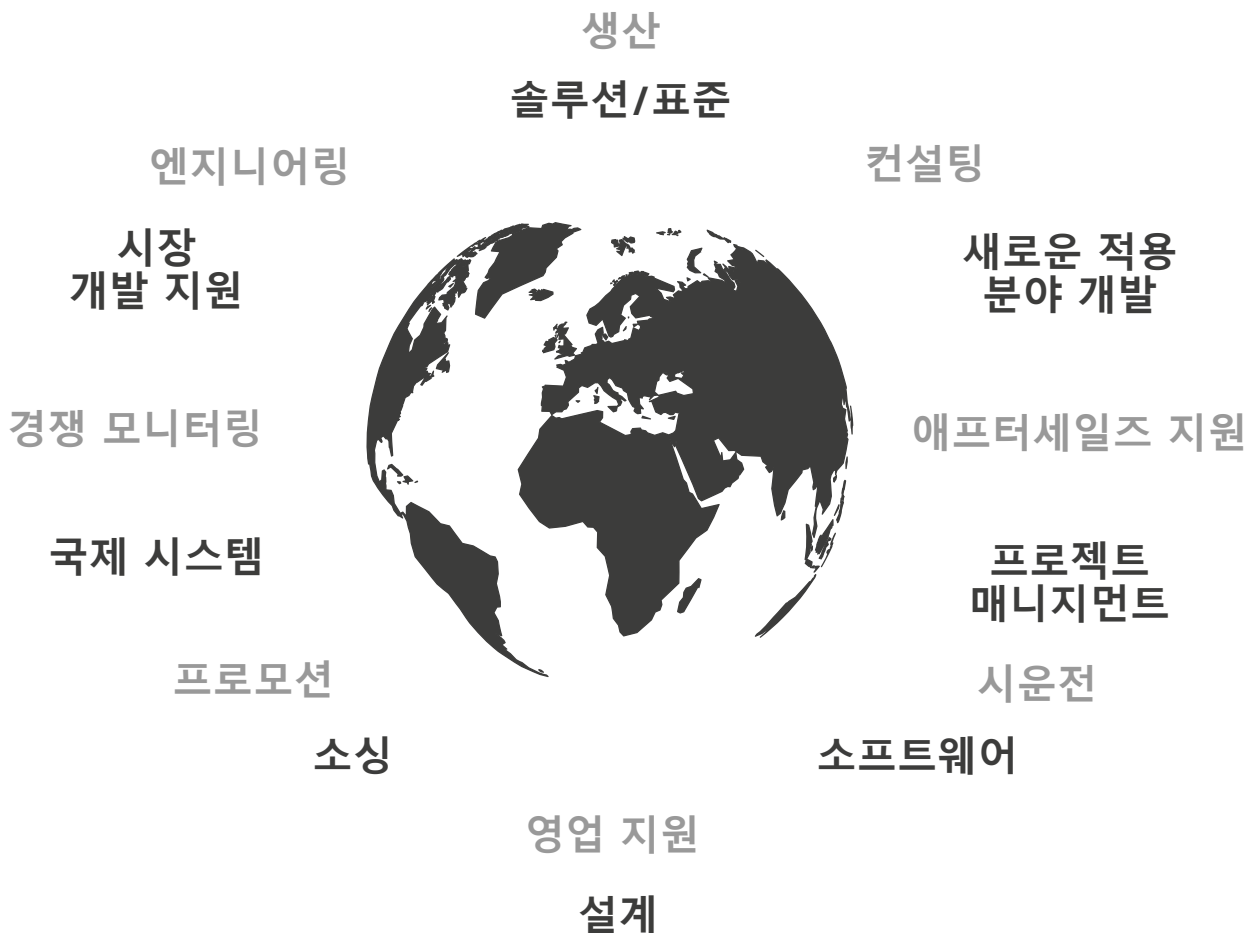 생산
솔루션/표준
엔지니어링
컨설팅
시장
개발 지원
새로운 적용
분야 개발
경쟁 모니터링
애프터세일즈 지원
국제 시스템
프로젝트
매니지먼트
프로모션
시운전
소싱
소프트웨어
영업 지원
설계